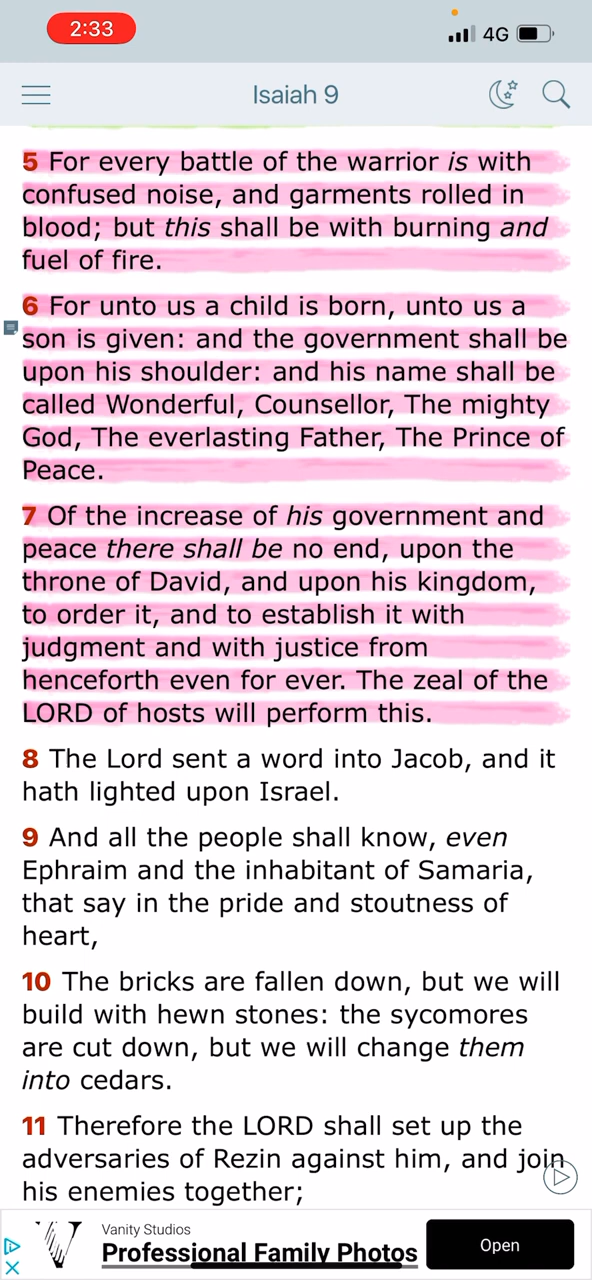 2:33
4G
Isaiah 9
5 For every battle of the warrior is with
confused noise, and garments rolled in
blood; but this shall be with burning and
fuel of fire.
6 For unto us a child is born, unto us a
son is given: and the government shall be
upon his shoulder: and his name shall be
called Wonderful, Counsellor, The mighty
God, The everlasting Father, The Prince of
Peace.
7 Of the increase of his government and
peace there shall be no end, upon the
throne of David, and upon his kingdom,
to order it, and to establish it with
judgment and with justice from
henceforth even for ever. The zeal of the
LORD of hosts will perform this.
8 The Lord sent a word into Jacob, and it
hath lighted upon Israel.
9 And all the people shall know, even
Ephraim and the inhabitant of Samaria,
that say in the pride and stoutness of
heart,
10 The bricks are fallen down, but we will
build with hewn stones: the sycomores
are cut down, but we will change them
into cedars.
11 Therefore the LORD shall set up the
adversaries of Rezin against him, and join
his enemies together;
Vanity Studios
Professional Family Photos
Open